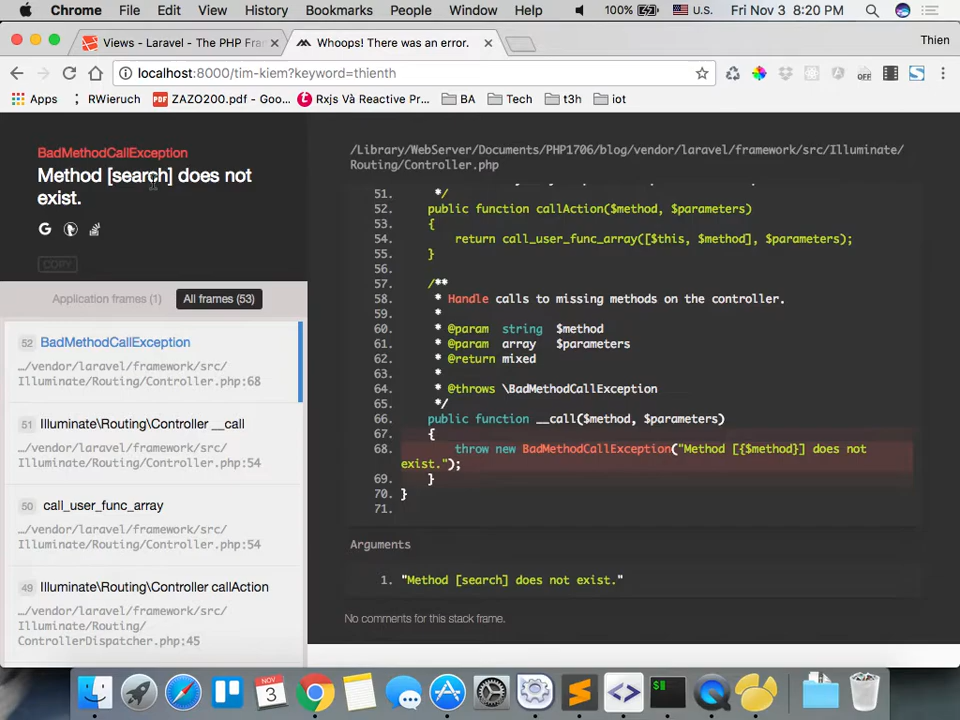 Chrome File Edit View History Bookmarks People Window Help 100% U.S. Fri Nov 3 8:20 PM
Views - Laravel - The PHP Fram Whoops! There was an error. Thien
localhost:8000/tim-kiem?keyword=thienth
Apps RWieruch ZAZO200.pdf - Goo... Rxjs Và Reactive Pr... BA Tech t3h iot
BadMethodCallException
Method [search] does not
exist.
COPY
Application frames (1) All frames (53)
52 BadMethodCallException
…/vendor/laravel/framework/src/
Illuminate/Routing/Controller.php:68
51 Illuminate\Routing\Controller __call
…/vendor/laravel/framework/src/
Illuminate/Routing/Controller.php:54
50 call_user_func_array
…/vendor/laravel/framework/src/
Illuminate/Routing/Controller.php:54
49 Illuminate\Routing\Controller callAction
…/vendor/laravel/framework/src/
Illuminate/Routing/
ControllerDispatcher.php:45
/Library/WebServer/Documents/PHP1706/blog/vendor/laravel/framework/src/Illuminate/
Routing/Controller.php
51. */
52. public function callAction($method, $parameters)
53. {
54. return call_user_func_array([$this, $method], $parameters);
55. }
56.
57. /**
58. * Handle calls to missing methods on the controller.
59. *
60. * @param string $method
61. * @param array $parameters
62. * @return mixed
63. *
64. * @throws \BadMethodCallException
65. */
66. public function __call($method, $parameters)
67. {
68. throw new BadMethodCallException("Method [{$method}] does not
exist.");
69. }
70. }
71.
Arguments
1. "Method [search] does not exist."
No comments for this stack frame.
NOV
3